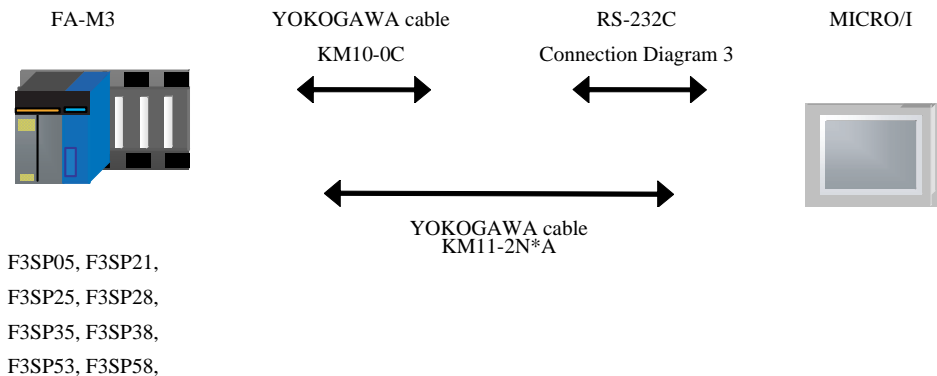 FA-M3
YOKOGAWA cable
KM10-0C
RS-232C
Connection Diagram 3
MICRO/I
YOKOGAWA cable
KM11-2N*A
F3SP05, F3SP21,
F3SP25, F3SP28,
F3SP35, F3SP38,
F3SP53, F3SP58,